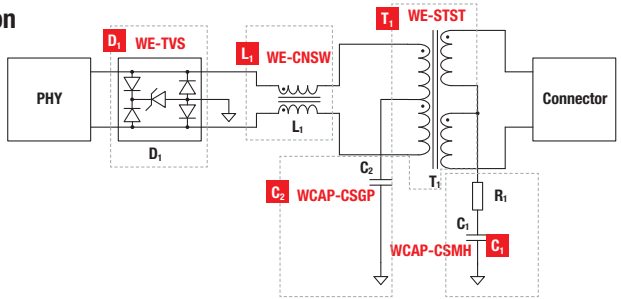 on
D₁ WE-TVS
L₁ WE-CNSW
T₁ WE-STST
PHY
Connector
L₁
D₁
C₂
T₁
R₁
C₂ WCAP-CSGP
C₁
WCAP-CSMH C₁